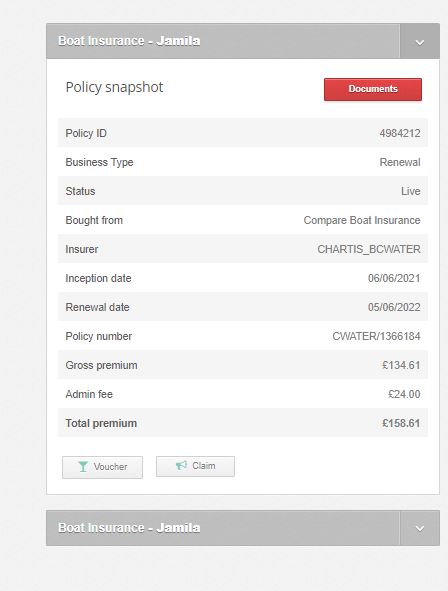 Boat Insurance - Jamila
Policy snapshot Documents
Policy ID 4984212
Business Type Renewal
Status Live
Bought from Compare Boat Insurance
Insurer CHARTIS_BCWATER
Inception date 06/06/2021
Renewal date 05/06/2022
Policy number CWATER/1366184
Gross premium £134.61
Admin fee £24.00
Total premium £158.61
Voucher Claim
Boat Insurance - Jamila